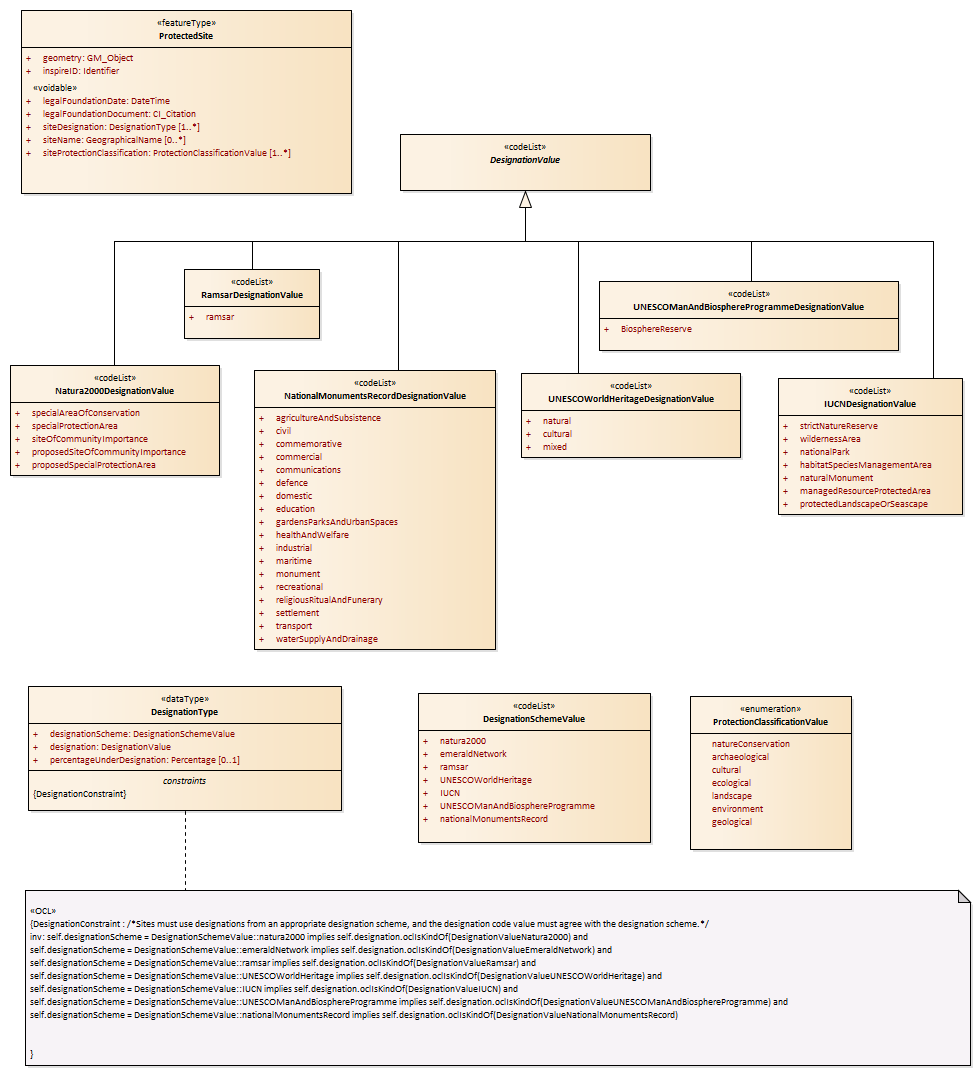 «featureType»
ProtectedSite
+ geometry: GM_Object
+ inspireID: Identifier
«voidable»
+ legalFoundationDate: DateTime
+ legalFoundationDocument: CI_Citation
+ siteDesignation: DesignationType [1..*]
+ siteName: GeographicalName [0..*]
+ siteProtectionClassification: ProtectionClassificationValue [1..*]
«codeList»
DesignationValue
«codeList»
RamsarDesignationValue
+ ramsar
«codeList»
UNESCOManAndBiosphereProgrammeDesignationValue
+ BiosphereReserve
«codeList»
Natura2000DesignationValue
+ specialAreaOfConservation
+ specialProtectionArea
+ siteOfCommunityImportance
+ proposedSiteOfCommunityImportance
+ proposedSpecialProtectionArea
«codeList»
NationalMonumentsRecordDesignationValue
+ agricultureAndSubsistence
+ civil
+ commemorative
+ commercial
+ communications
+ defence
+ domestic
+ education
+ gardensParksAndUrbanSpaces
+ healthAndWelfare
+ industrial
+ maritime
+ monument
+ recreational
+ religiousRitualAndFunerary
+ settlement
+ transport
+ waterSupplyAndDrainage
«codeList»
UNESCOWorldHeritageDesignationValue
+ natural
+ cultural
+ mixed
«codeList»
IUCNDesignationValue
+ strictNatureReserve
+ wildernessArea
+ nationalPark
+ habitatSpeciesManagementArea
+ naturalMonument
+ managedResourceProtectedArea
+ protectedLandscapeOrSeascape
«dataType»
DesignationType
+ designationScheme: DesignationSchemeValue
+ designation: DesignationValue
+ percentageUnderDesignation: Percentage [0..1]
constraints
{DesignationConstraint}
«codeList»
DesignationSchemeValue
+ natura2000
+ emeraldNetwork
+ ramsar
+ UNESCOWorldHeritage
+ IUCN
+ UNESCOManAndBiosphereProgramme
+ nationalMonumentsRecord
«enumeration»
ProtectionClassificationValue
natureConservation
archaeological
cultural
ecological
landscape
environment
geological
«OCL»
{DesignationConstraint : /*Sites must use designations from an appropriate designation scheme, and the designation code value must agree with the designation scheme.*/
inv: self.designationScheme = DesignationSchemeValue::natura2000 implies self.designation.oclIsKindOf(DesignationValueNatura2000) and
self.designationScheme = DesignationSchemeValue::emeraldNetwork implies self.designation.oclIsKindOf(DesignationValueEmeraldNetwork) and
self.designationScheme = DesignationSchemeValue::ramsar implies self.designation.oclIsKindOf(DesignationValueRamsar) and
self.designationScheme = DesignationSchemeValue::UNESCOWorldHeritage implies self.designation.oclIsKindOf(DesignationValueUNESCOWorldHeritage) and
self.designationScheme = DesignationSchemeValue::IUCN implies self.designation.oclIsKindOf(DesignationValueIUCN) and
self.designationScheme = DesignationSchemeValue::UNESCOManAndBiosphereProgramme implies self.designation.oclIsKindOf(DesignationValueUNESCOManAndBiosphereProgramme) and
self.designationScheme = DesignationSchemeValue::nationalMonumentsRecord implies self.designation.oclIsKindOf(DesignationValueNationalMonumentsRecord)
}